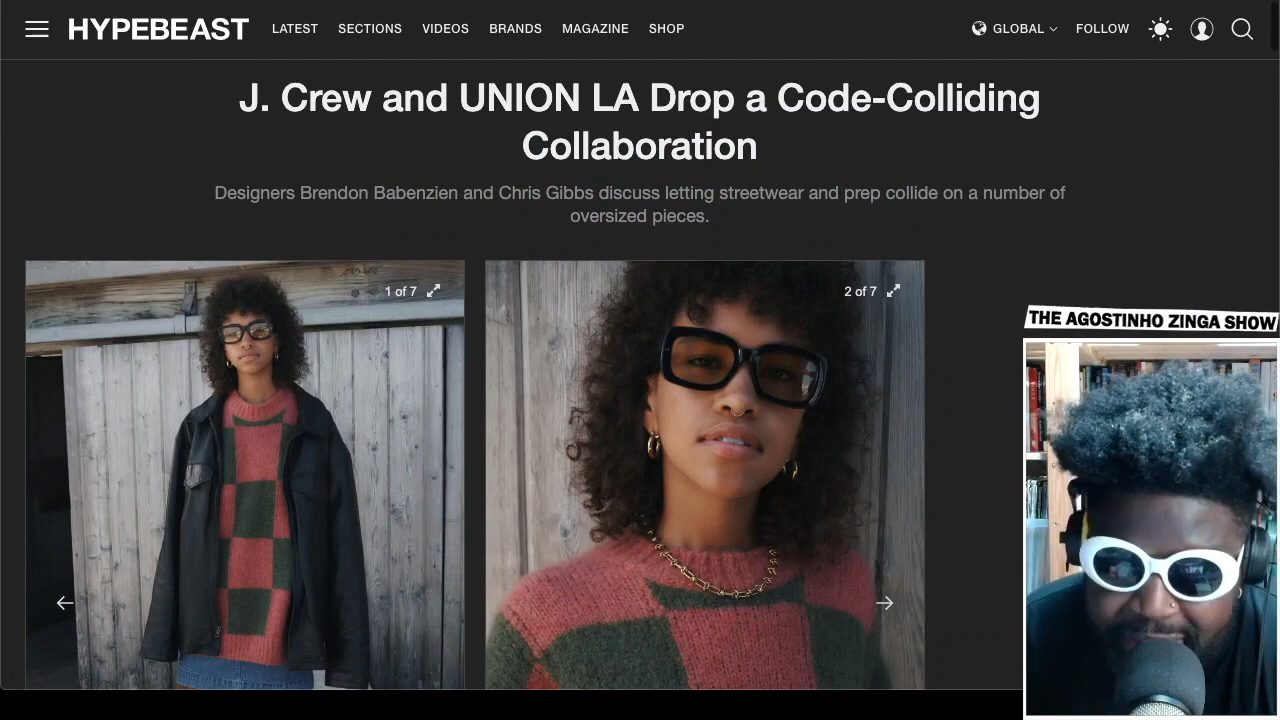 HYPEBEAST LATEST SECTIONS VIDEOS BRANDS MAGAZINE SHOP GLOBAL FOLLOW
J. Crew and UNION LA Drop a Code-Colliding
Collaboration
Designers Brendon Babenzien and Chris Gibbs discuss letting streetwear and prep collide on a number of
oversized pieces.
1 of 7
2 of 7
THE AGOSTINHO ZINGA SHOW